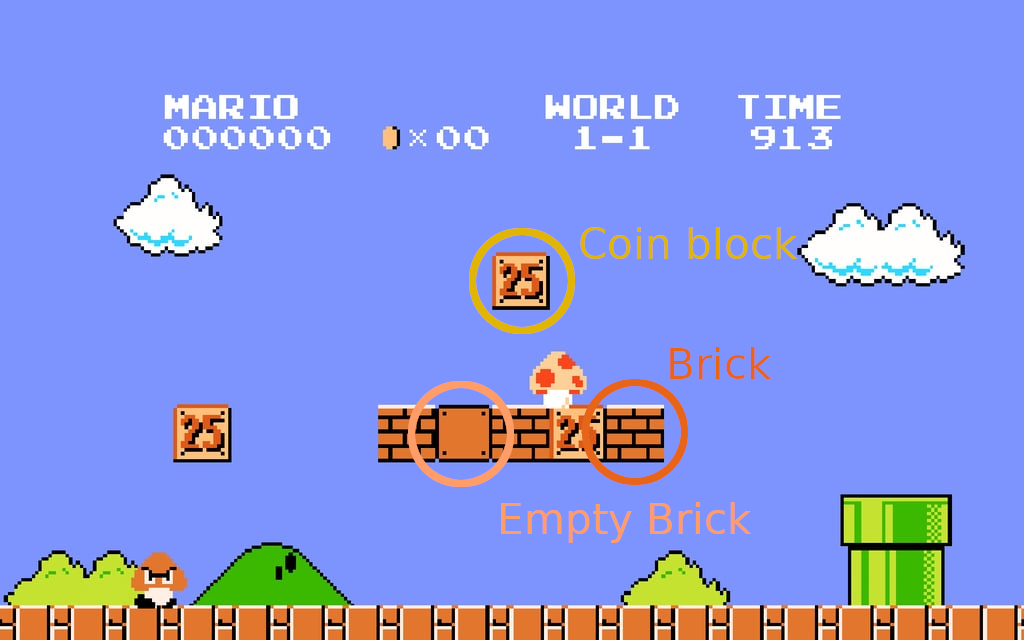 MARIO WORLD TIME
000000 ×00 1-1 913
Coin block
25
Brick
25 25
Empty Brick